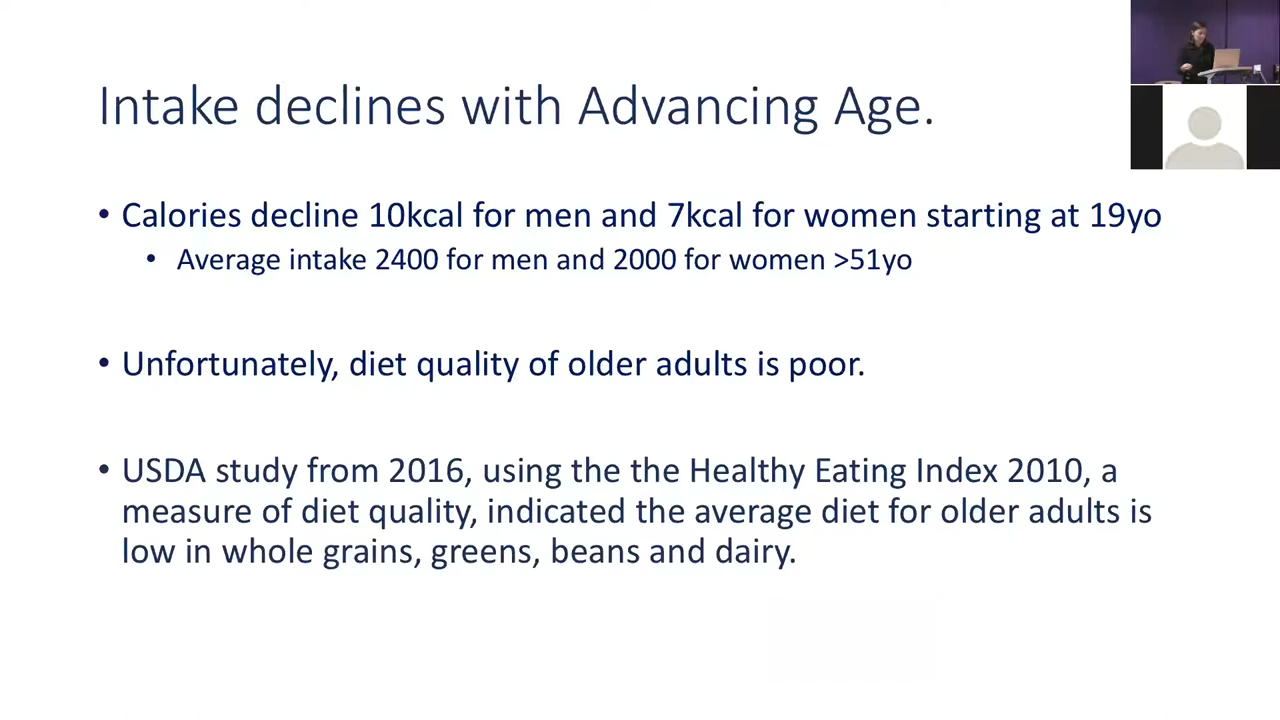 Intake declines with Advancing Age.
• Calories decline 10kcal for men and 7kcal for women starting at 19yo
• Average intake 2400 for men and 2000 for women >51yo
• Unfortunately, diet quality of older adults is poor.
• USDA study from 2016, using the the Healthy Eating Index 2010, a
measure of diet quality, indicated the average diet for older adults is
low in whole grains, greens, beans and dairy.